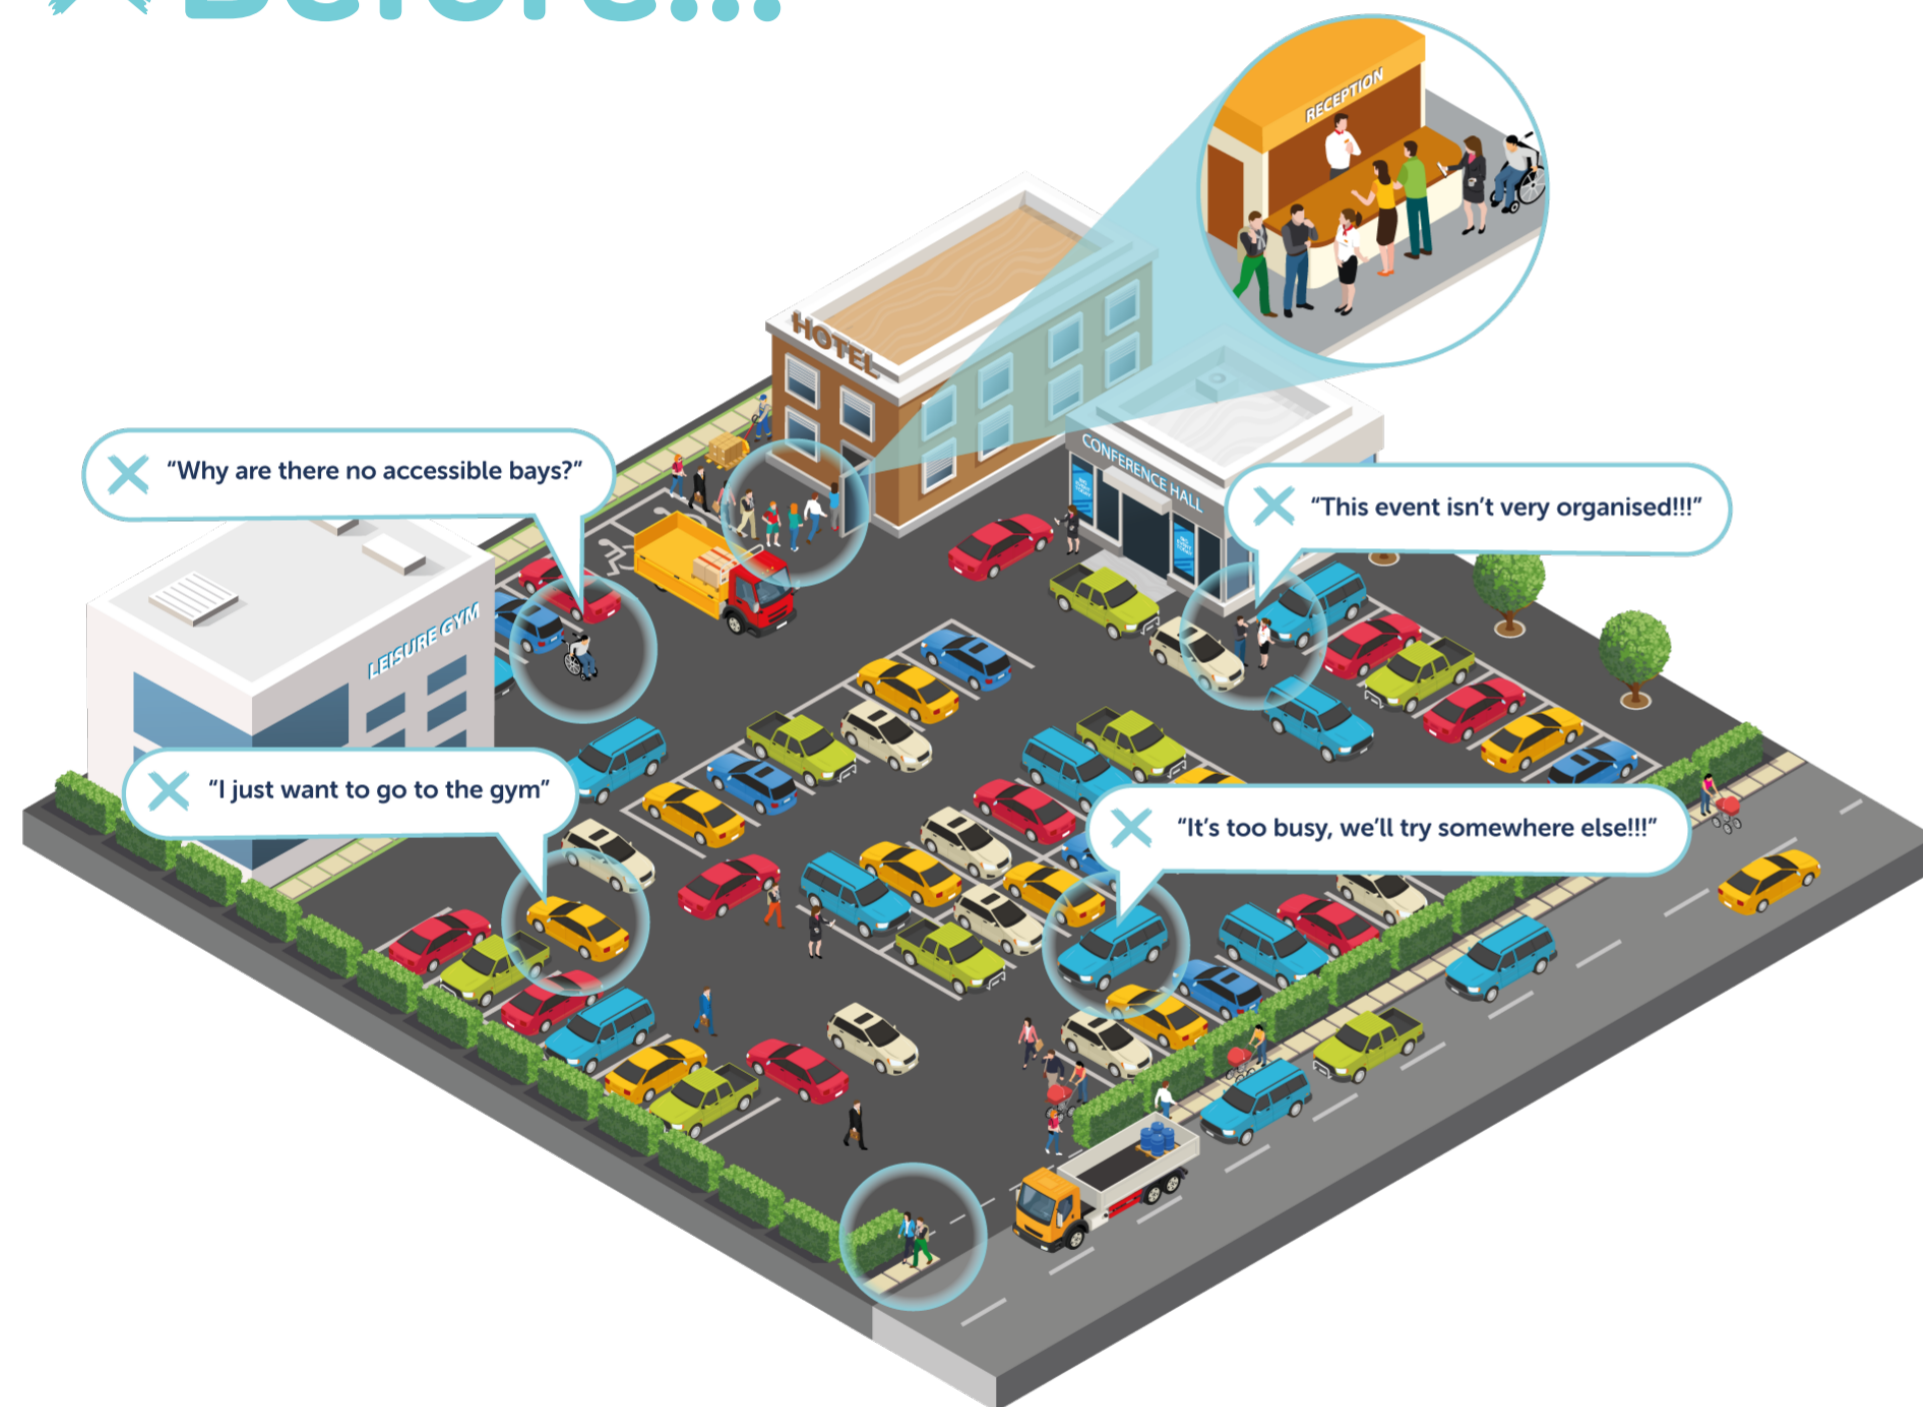 Before...
RECEPTION
HOTEL
"Why are there no accessible bays?"
CONFERENCE HALL
"This event isn't very organised!!!"
LEISURE GYM
"I just want to go to the gym"
"It's too busy, we'll try somewhere else!!!"